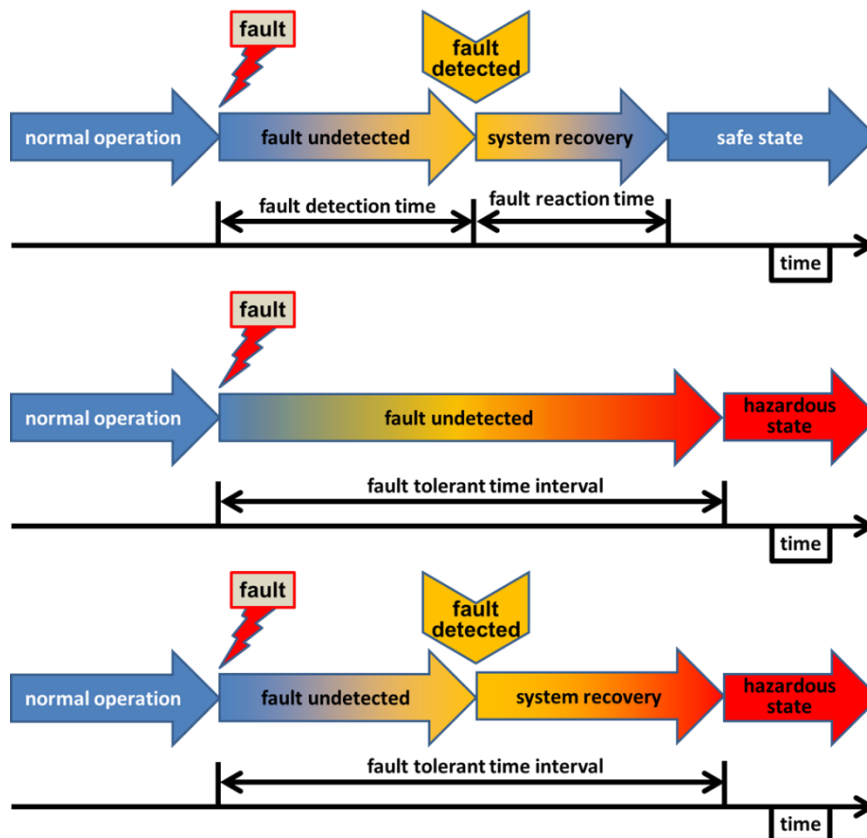 fault
fault
detected
normal operation
fault undetected
system recovery
safe state
fault detection time
fault reaction time
time
fault
normal operation
fault undetected
hazardous
state
fault tolerant time interval
time
fault
fault
detected
normal operation
fault undetected
system recovery
hazardous
state
fault tolerant time interval
time